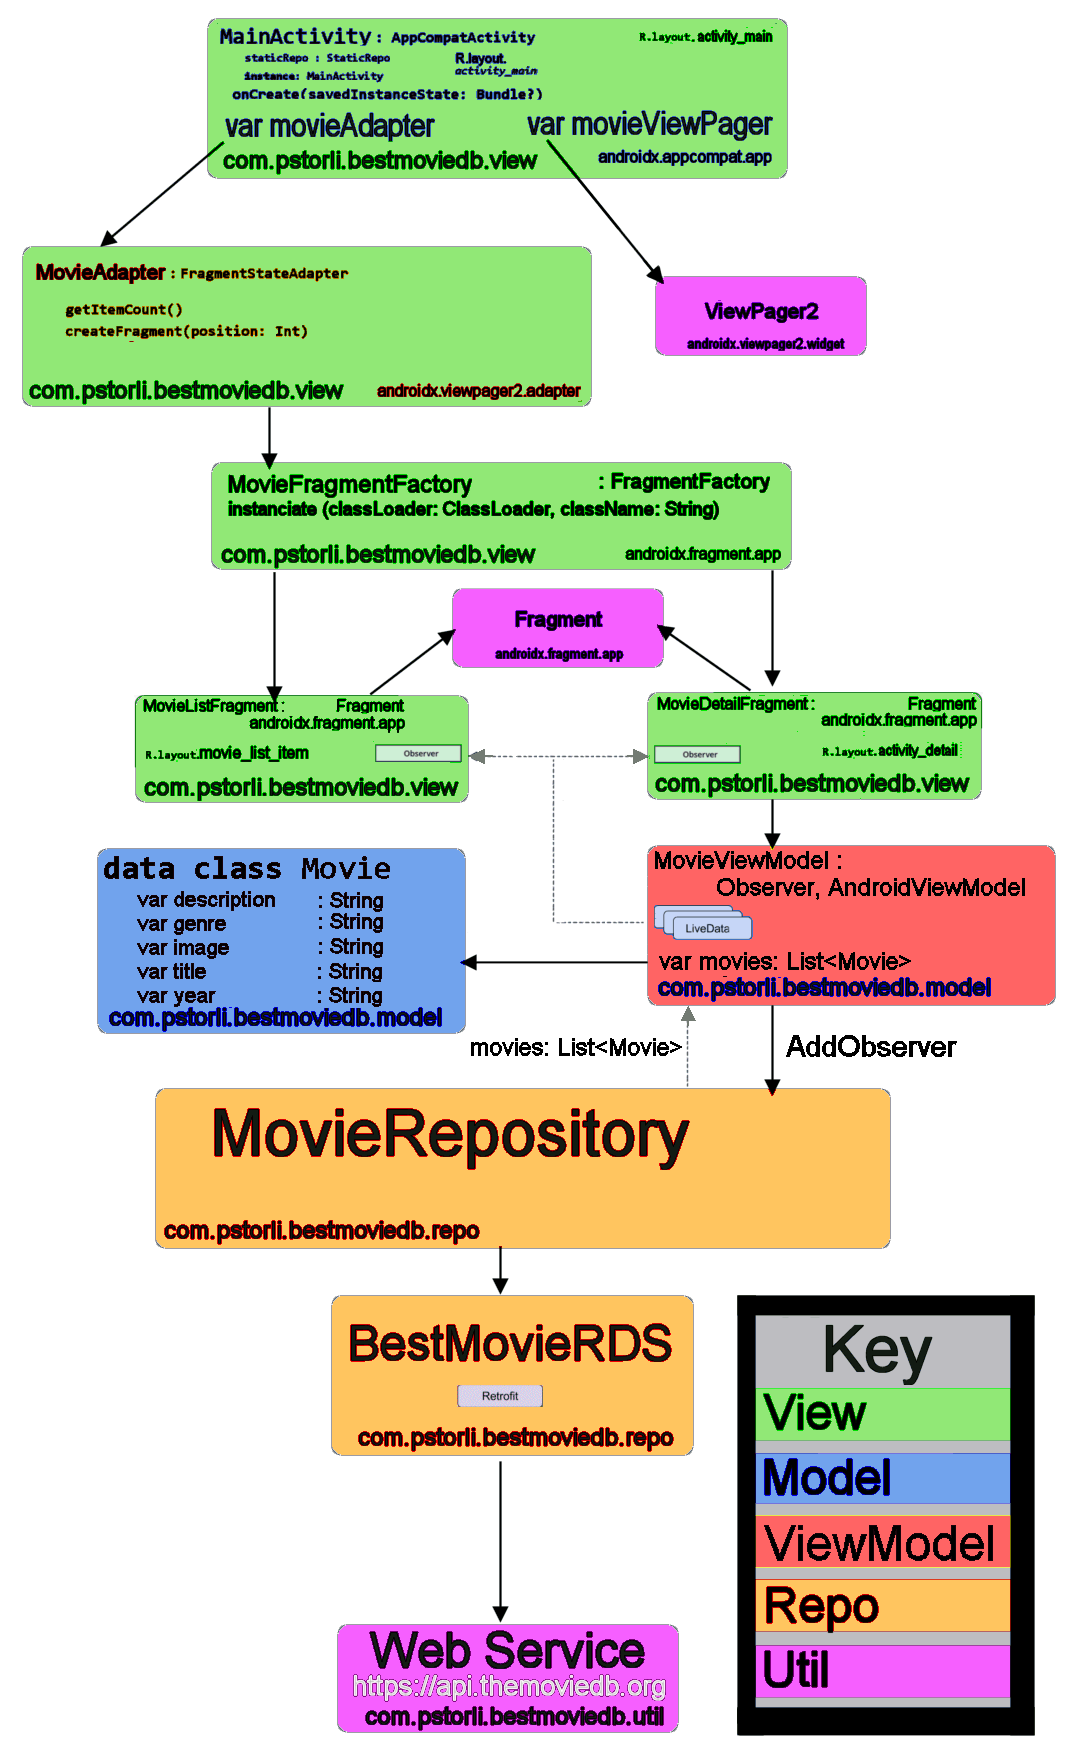 MainActivity : AppCompatActivity R.layout.activity_main
staticRepo : StaticRepo R.layout.
instance: MainActivity activity_main
onCreate(savedInstanceState: Bundle?)
var movieAdapter var movieViewPager
com.pstorli.bestmoviedb.view androidx.appcompat.app
MovieAdapter : FragmentStateAdapter
getItemCount()
createFragment(position: Int)
com.pstorli.bestmoviedb.view androidx.viewpager2.adapter
ViewPager2
androidx.viewpager2.widget
MovieFragmentFactory : FragmentFactory
instanciate (classLoader: ClassLoader, className: String)
com.pstorli.bestmoviedb.view androidx.fragment.app
Fragment
androidx.fragment.app
MovieListFragment : Fragment
androidx.fragment.app
R.layout.movie_list_item Observer
com.pstorli.bestmoviedb.view
MovieDetailFragment : Fragment
androidx.fragment.app
Observer R.layout.activity_detail
com.pstorli.bestmoviedb.view
data class Movie
var description : String
var genre : String
var image : String
var title : String
var year : String
com.pstorli.bestmoviedb.model
MovieViewModel :
Observer, AndroidViewModel
LiveData
var movies: List<Movie>
com.pstorli.bestmoviedb.model
movies: List<Movie>
AddObserver
MovieRepository
com.pstorli.bestmoviedb.repo
BestMovieRDS
Retrofit
com.pstorli.bestmoviedb.repo
Web Service
https://api.themoviedb.org
com.pstorli.bestmoviedb.util
Key
View
Model
ViewModel
Repo
Util